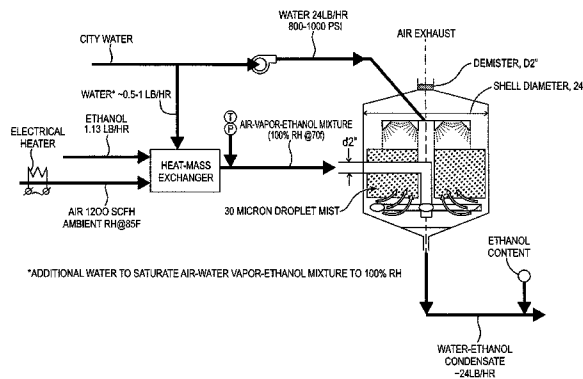 WATER 24LB/HR
800-1000 PSI
AIR EXHAUST
CITY WATER
DEMISTER, D2"
SHELL DIAMETER, 24
WATER* ~0.5-1 LB/HR
ETHANOL
1.13 LB/HR
ELECTRICAL
HEATER
T
P
AIR-VAPOR-ETHANOL MIXTURE
(100% RH @70f)
HEAT-MASS
EXCHANGER
d2"
AIR 1200 SCFH
AMBIENT RH@85F
30 MICRON DROPLET MIST
ETHANOL
CONTENT
*ADDITIONAL WATER TO SATURATE AIR-WATER VAPOR-ETHANOL MIXTURE TO 100% RH
WATER-ETHANOL
CONDENSATE
~24LB/HR